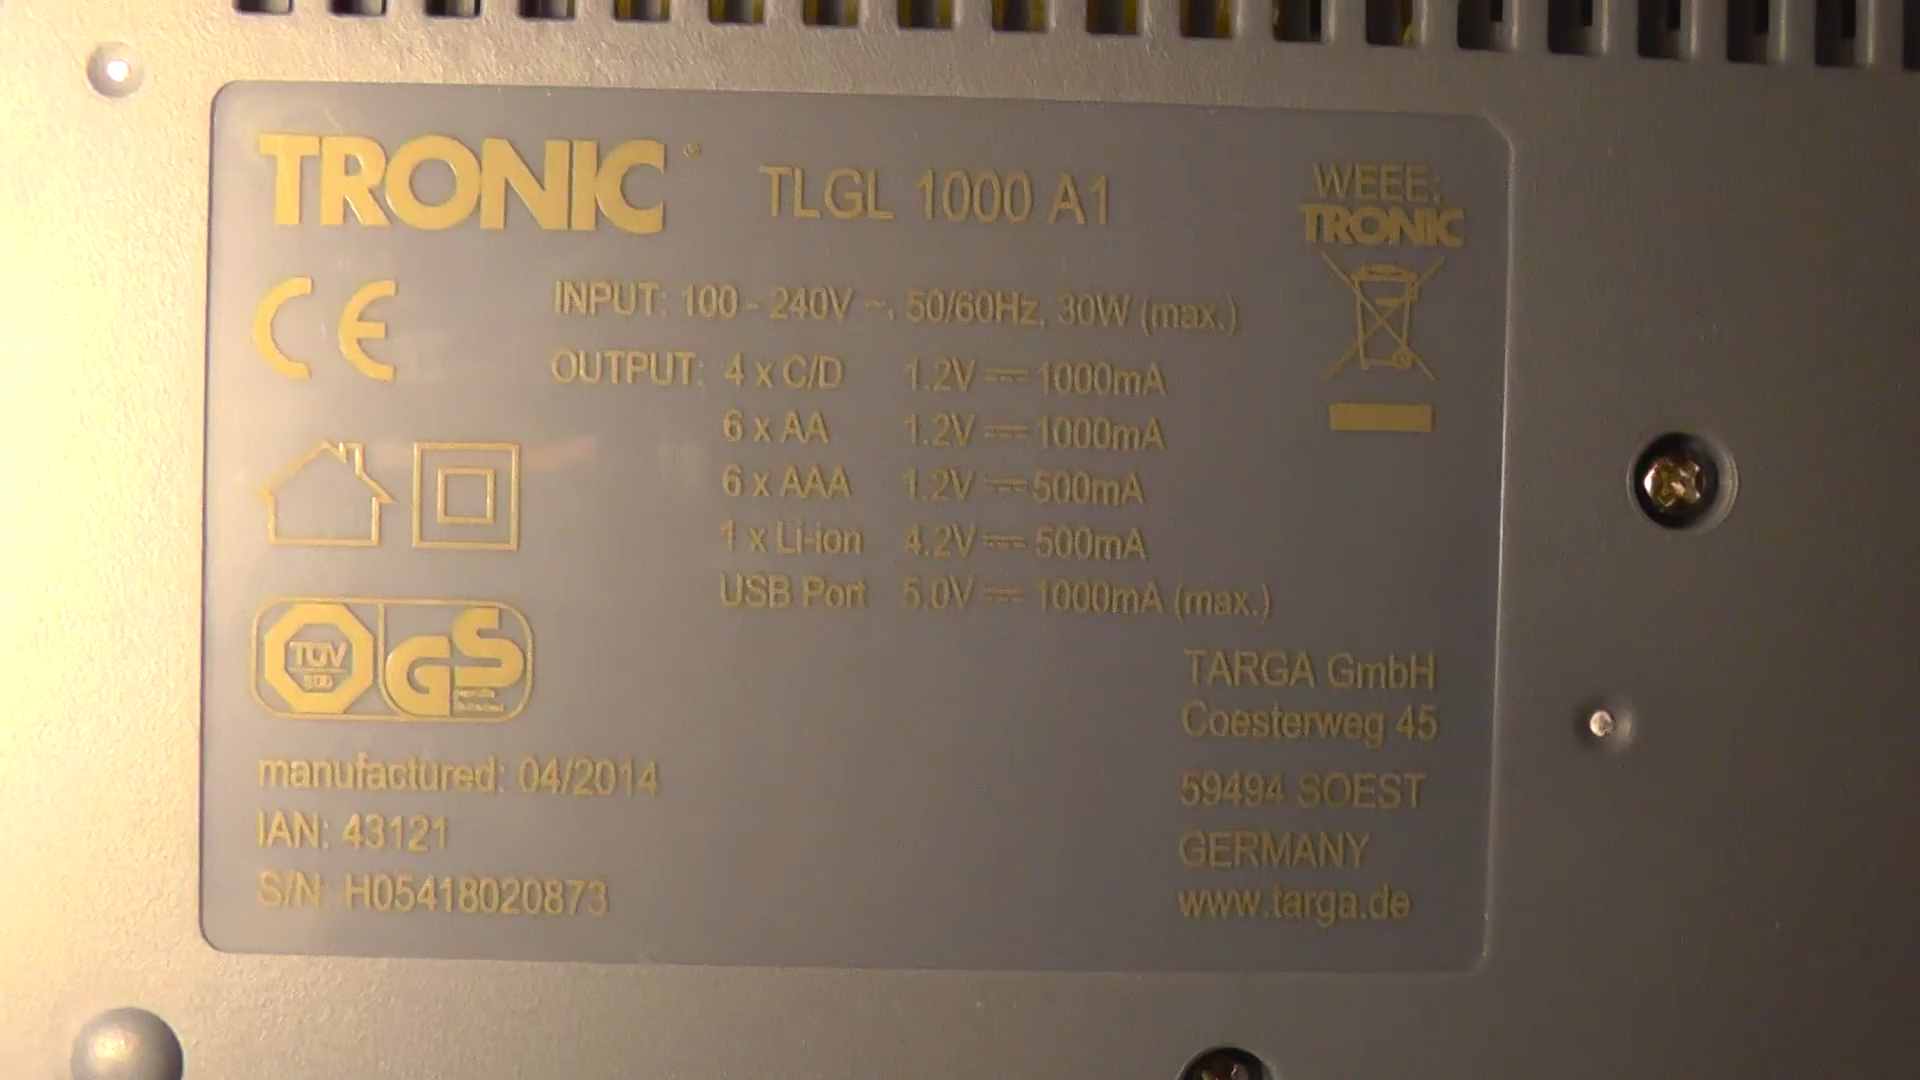 TRONIC® TLGL 1000 A1
WEEE:
TRONIC
CE
INPUT: 100 - 240V ~, 50/60Hz, 30W (max.)
OUTPUT: 4 x C/D 1.2V ⎓ 1000mA
6 x AA 1.2V ⎓ 1000mA
6 x AAA 1.2V ⎓ 500mA
1 x Li-ion 4.2V ⎓ 500mA
USB Port 5.0V ⎓ 1000mA (max.)
TÜV
SÜD
GS
TARGA GmbH
Coesterweg 45
59494 SOEST
GERMANY
www.targa.de
manufactured: 04/2014
IAN: 43121
S/N: H05418020873